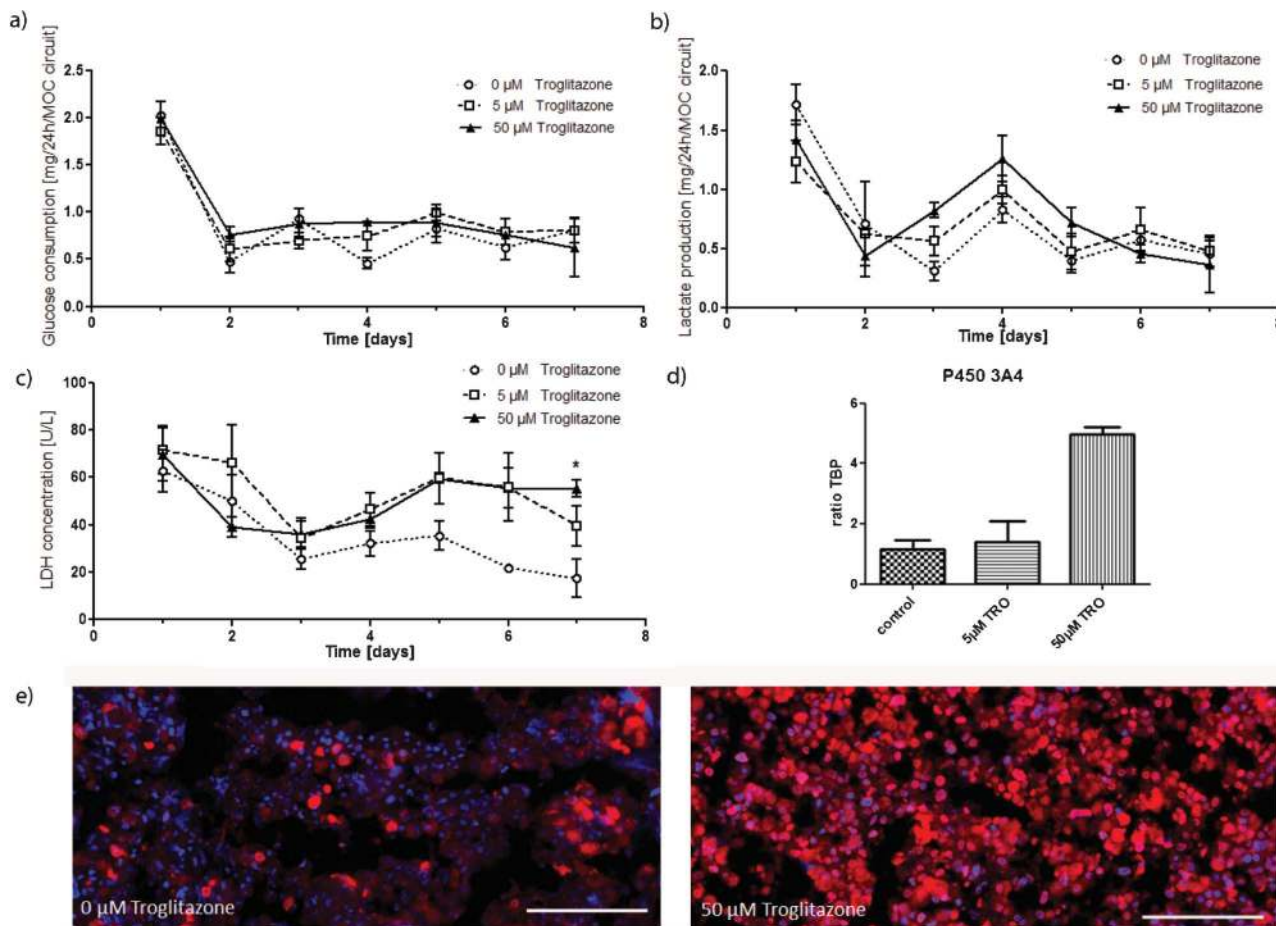 a)
Glucose consumption [mg/24h/MOC circuit]
2.5
2.0
1.5
1.0
0.5
0.0
0 2 4 6 8
Time [days]
0 µM Troglitazone
5 µM Troglitazone
50 µM Troglitazone
b)
Lactate production [mg/24h/MOC circuit]
2.0
1.5
1.0
0.5
0.0
0 2 4 6 8
Time [days]
0 µM Troglitazone
5 µM Troglitazone
50 µM Troglitazone
c)
LDH concentration [U/L]
100
80
60
40
20
0
0 2 4 6 8
Time [days]
0 µM Troglitazone
5 µM Troglitazone
50 µM Troglitazone
*
d)
P450 3A4
ratio TBP
6
4
2
0
control
5µM TRO
50µM TRO
e)
0 µM Troglitazone
50 µM Troglitazone